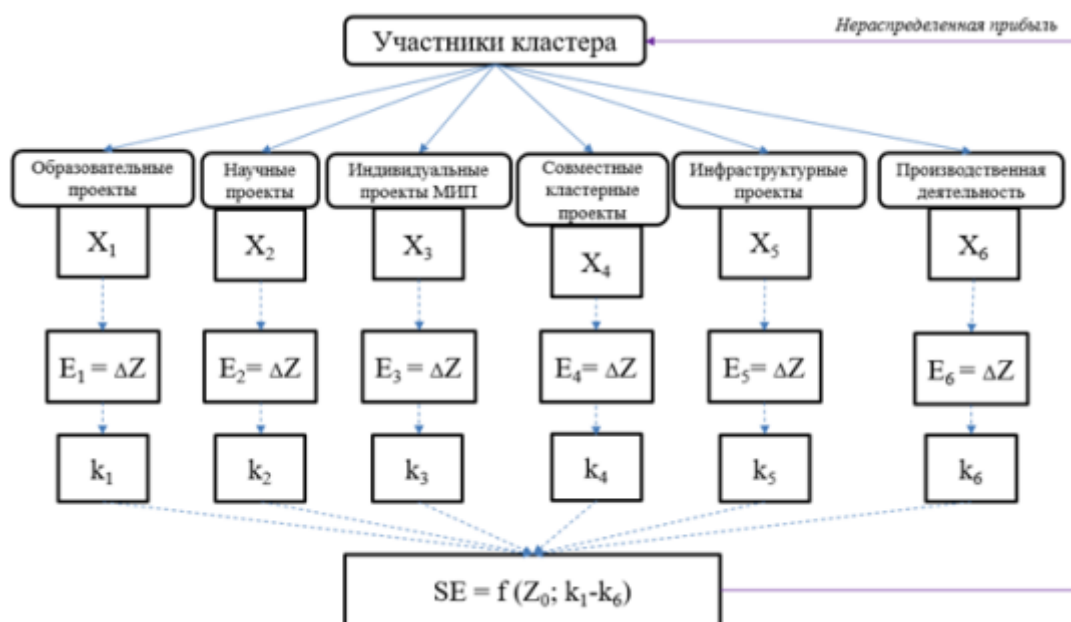 Нераспределенная прибыль
Участники кластера
Образовательные
проекты
Научные
проекты
Индивидуальные
проекты МИП
Совместные
кластерные
проекты
Инфраструктурные
проекты
Производственная
деятельность
X₁
X₂
X₃
X₄
X₅
X₆
E₁ = ΔZ
E₂= ΔZ
E₃ = ΔZ
E₄= ΔZ
E₅= ΔZ
E₆ = ΔZ
k₁
k₂
k₃
k₄
k₅
k₆
SE = f (Z₀; k₁-k₆)